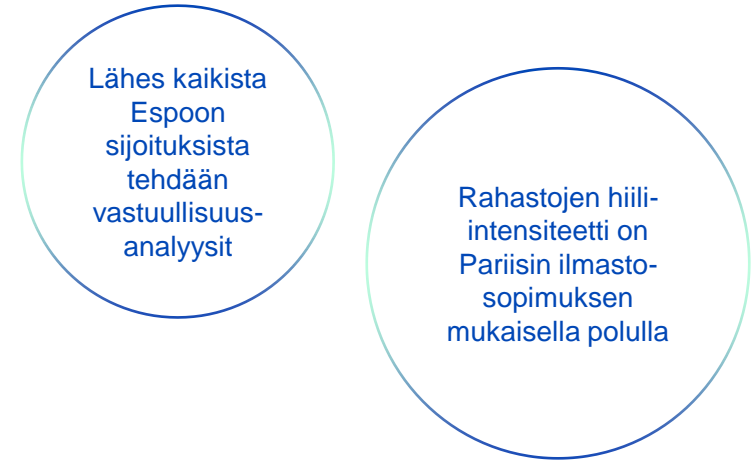 Lähes kaikista
Espoon
sijoituksista
tehdään
vastuullisuus-
analyysit
Rahastojen hiili-
intensiteetti on
Pariisin ilmasto-
sopimuksen
mukaisella polulla